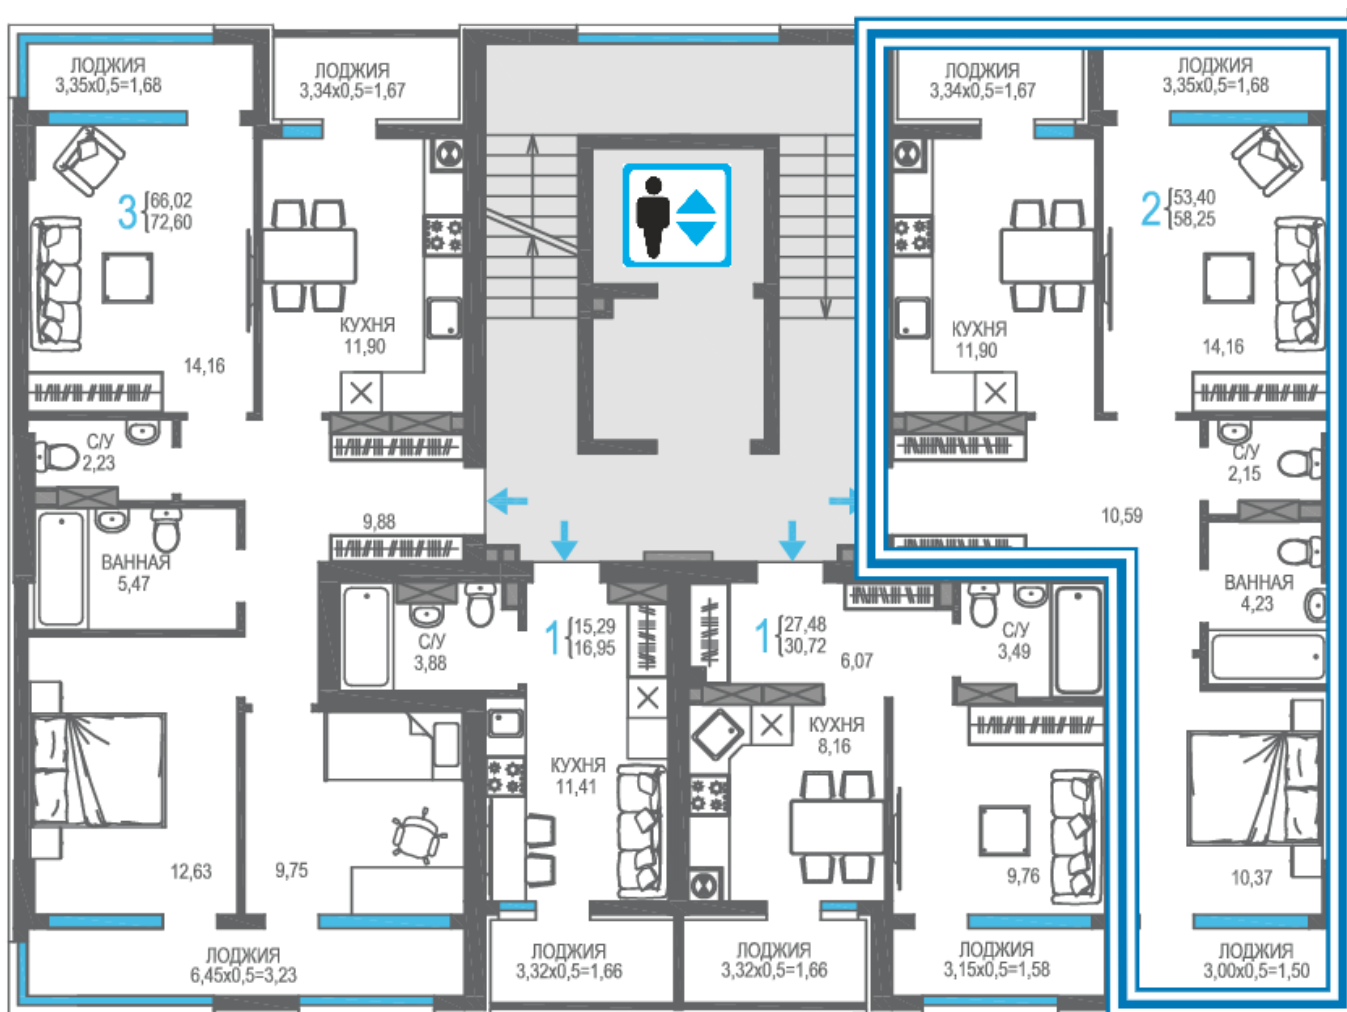 ЛОДЖИЯ
3,35x0,5=1,68
ЛОДЖИЯ
3,34x0,5=1,67
ЛОДЖИЯ
3,34x0,5=1,67
ЛОДЖИЯ
3,35x0,5=1,68
3 66,02
72,60
2 53,40
58,25
КУХНЯ
11,90
14,16
КУХНЯ
11,90
14,16
С/У
2,23
С/У
2,15
9,88
10,59
ВАННАЯ
5,47
ВАННАЯ
4,23
С/У
3,88
1 15,29
16,95
1 27,48
30,72
6,07
С/У
3,49
КУХНЯ
11,41
КУХНЯ
8,16
12,63
9,75
9,76
10,37
ЛОДЖИЯ
6,45x0,5=3,23
ЛОДЖИЯ
3,32x0,5=1,66
ЛОДЖИЯ
3,32x0,5=1,66
ЛОДЖИЯ
3,15x0,5=1,58
ЛОДЖИЯ
3,00x0,5=1,50